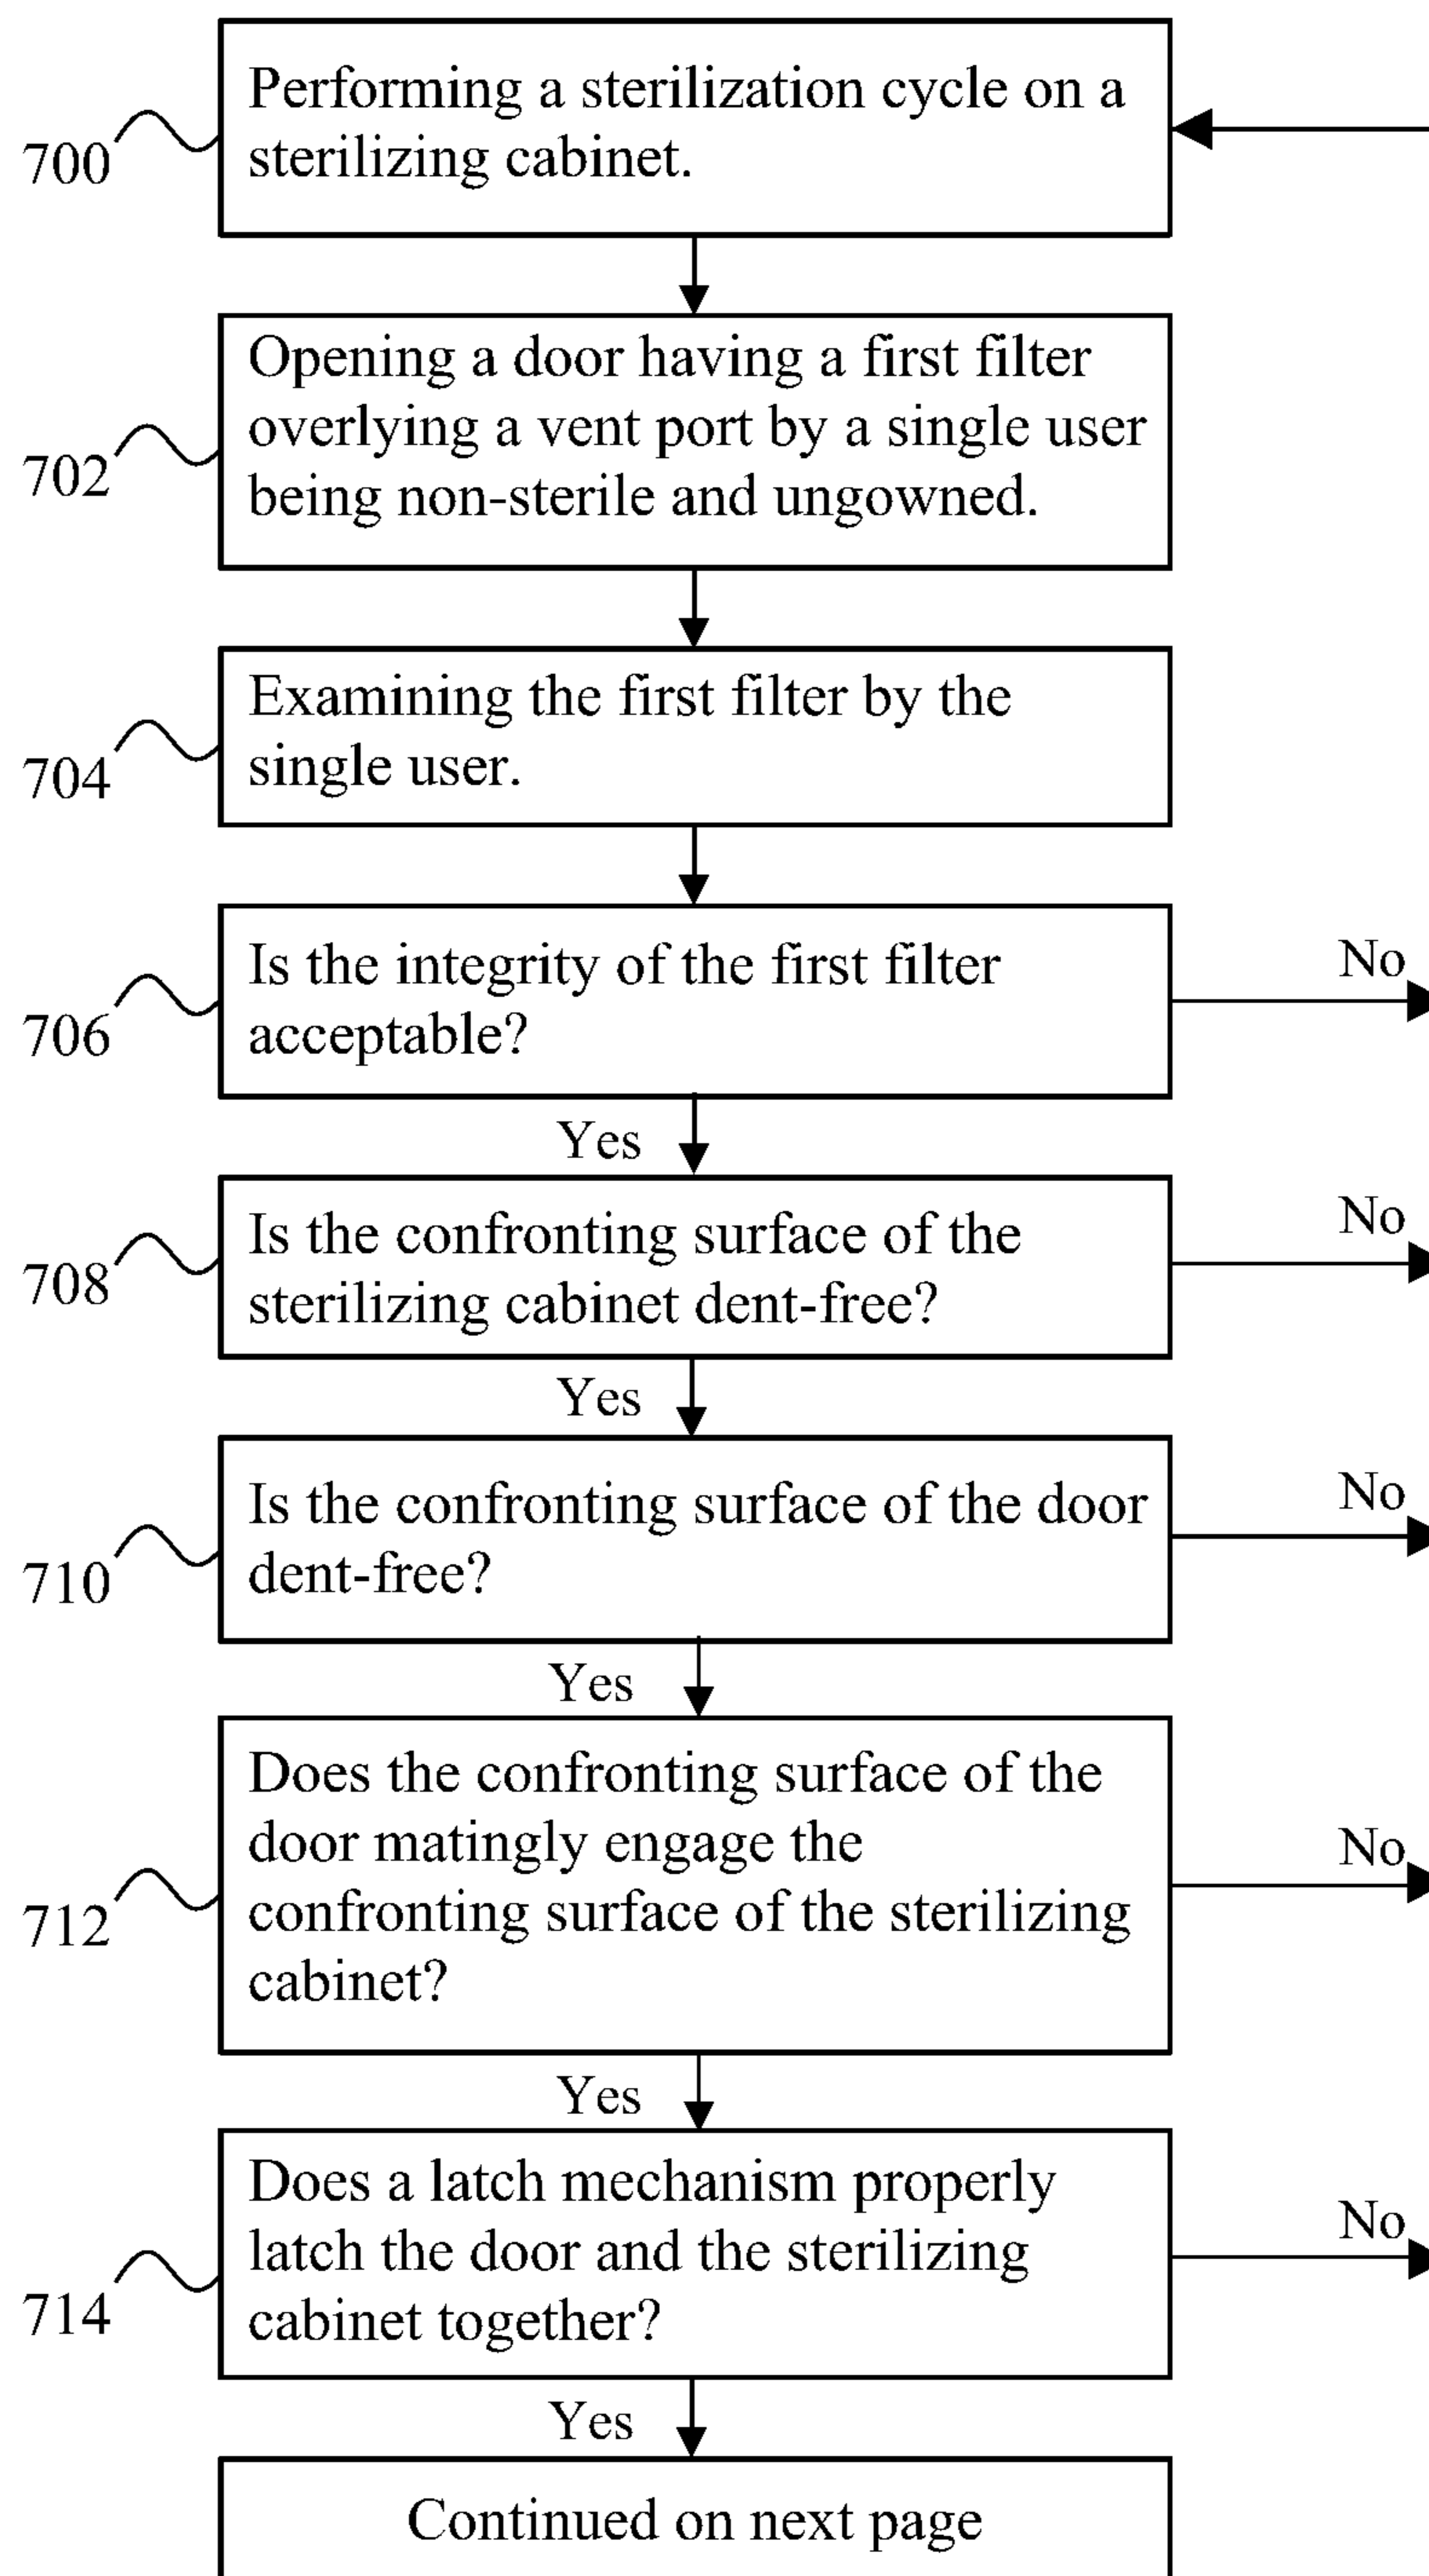 Performing a sterilization cycle on a
sterilizing cabinet.
700
Opening a door having a first filter
overlying a vent port by a single user
being non-sterile and ungowned.
702
Examining the first filter by the
single user.
704
Is the integrity of the first filter
acceptable?
706
No
Yes
Is the confronting surface of the
sterilizing cabinet dent-free?
708
No
Yes
Is the confronting surface of the door
dent-free?
710
No
Yes
Does the confronting surface of the
door matingly engage the
confronting surface of the sterilizing
cabinet?
712
No
Yes
Does a latch mechanism properly
latch the door and the sterilizing
cabinet together?
714
No
Yes
Continued on next page